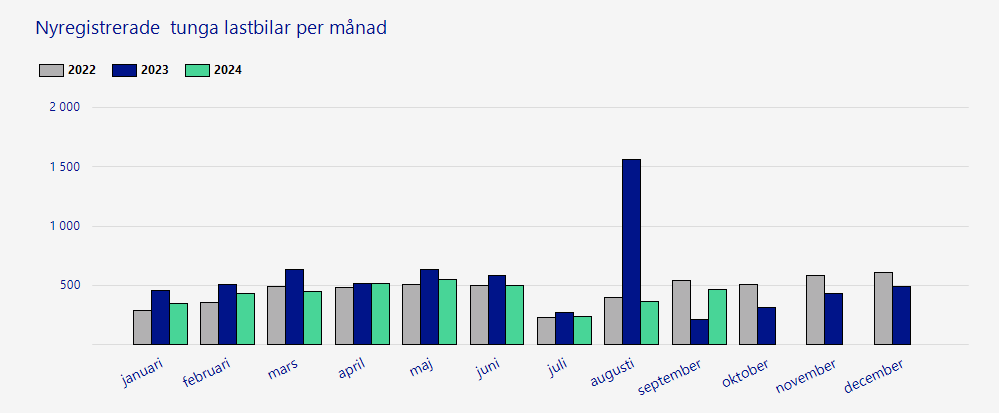 Nyregistrerade  tunga lastbilar per månad
2022 2023 2024
2 000
1 500
1 000
500
januari februari mars april maj juni juli augusti september oktober november december